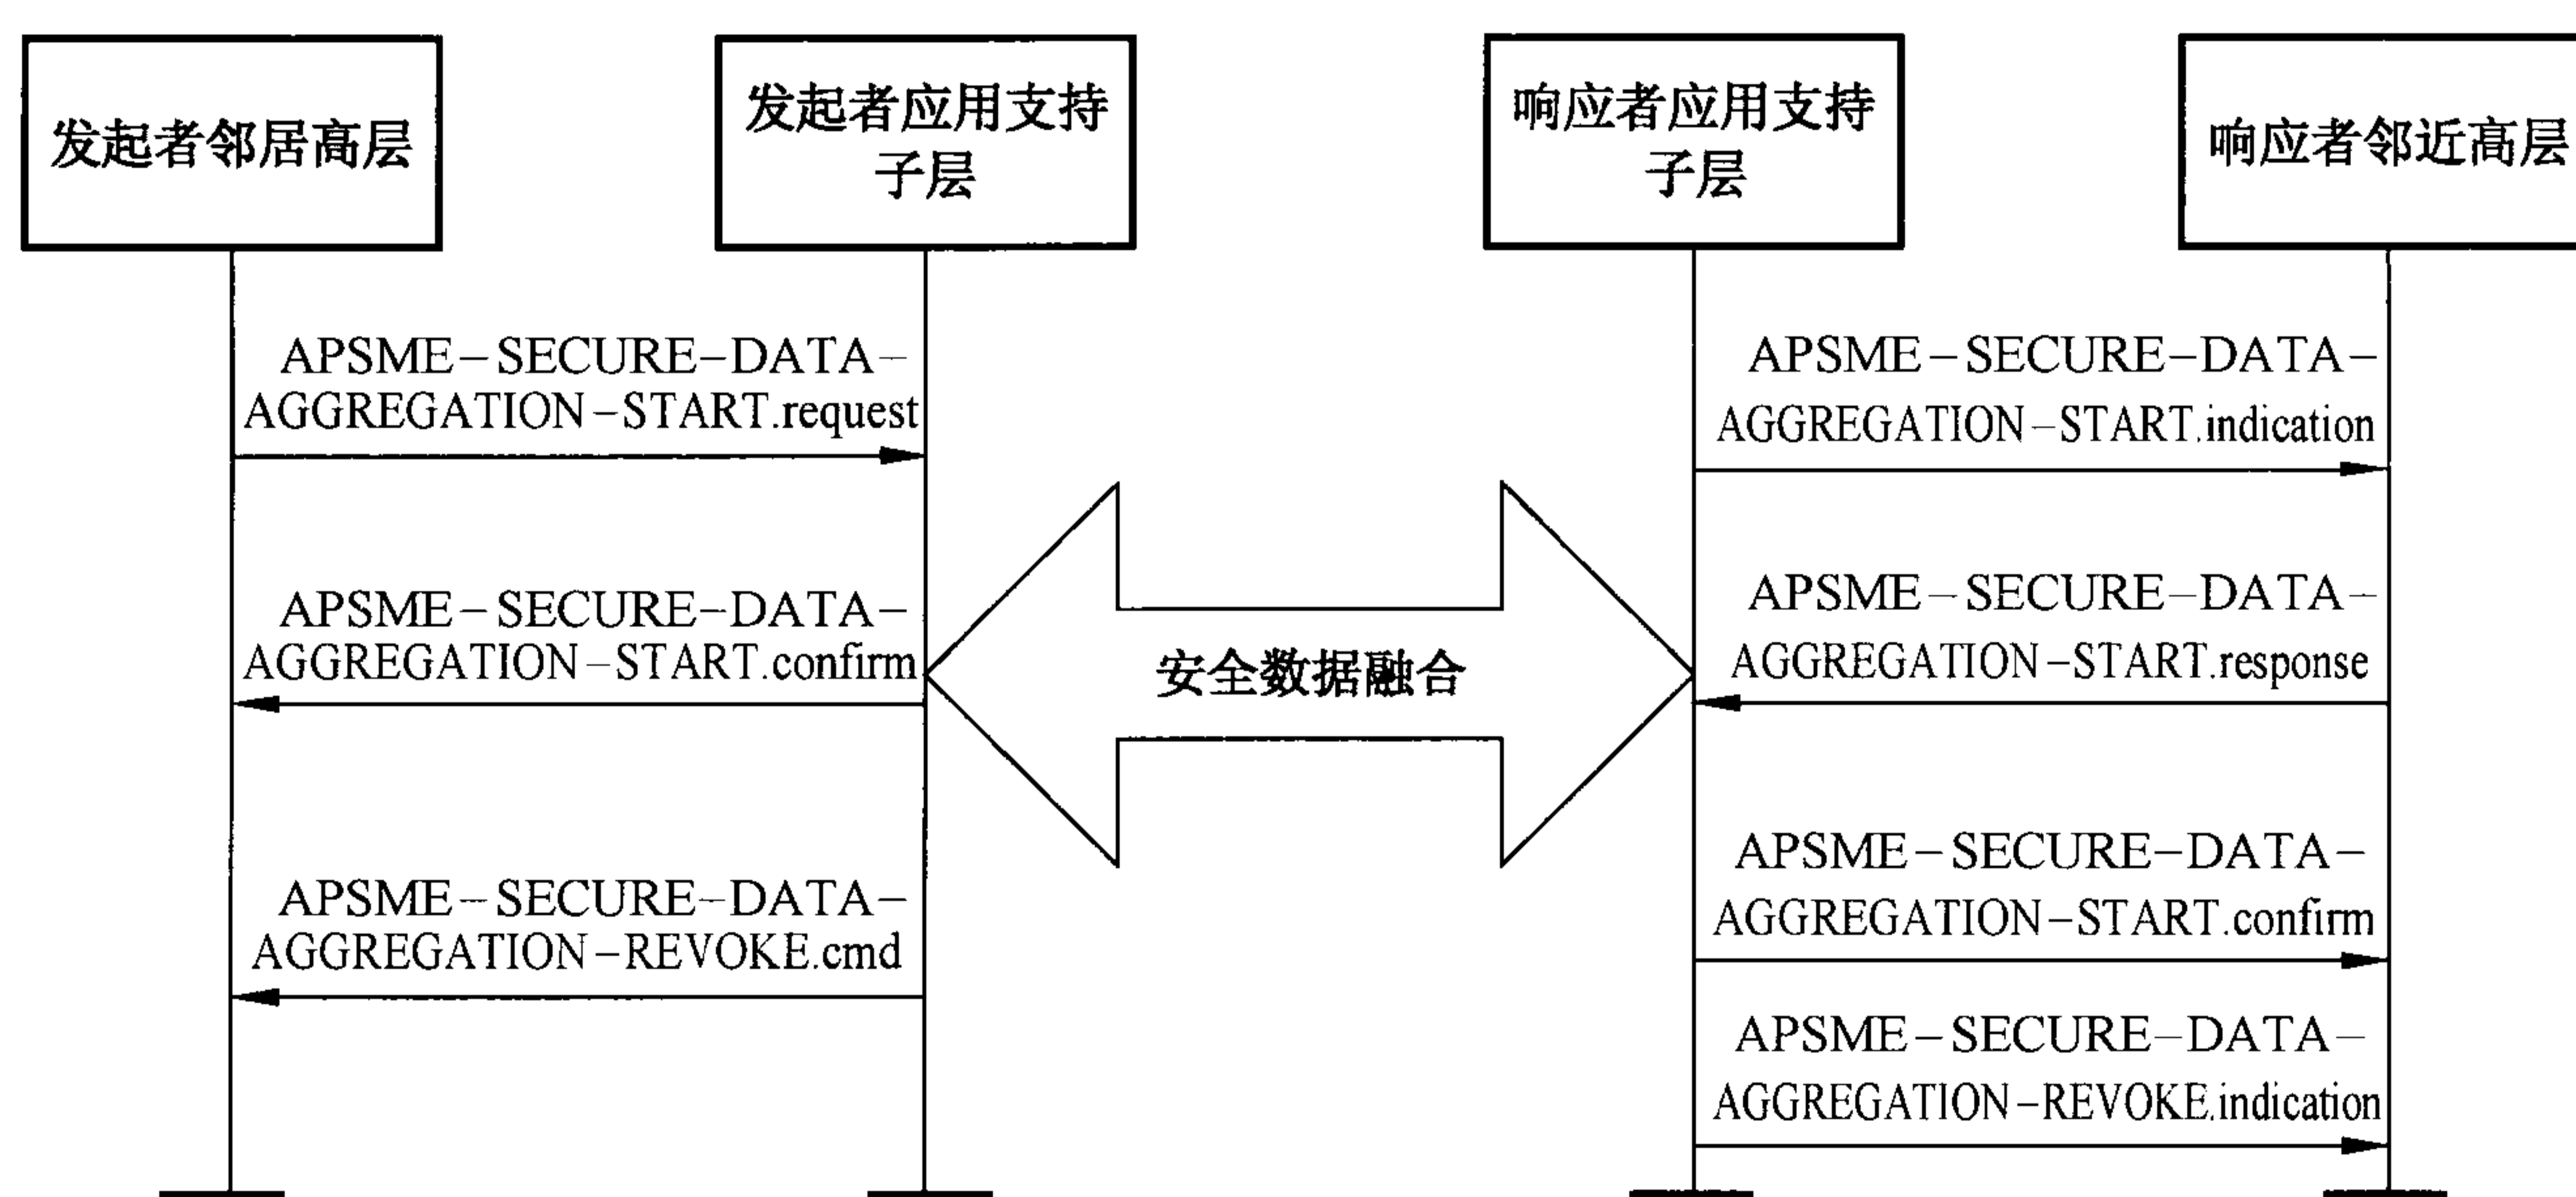 发起者邻居高层
发起者应用支持
子层
响应者应用支持
子层
响应者邻近高层
APSME-SECURE-DATA-
AGGREGATION-START.request
APSME-SECURE-DATA-
AGGREGATION-START.indication
APSME-SECURE-DATA-
AGGREGATION-START.confirm
安全数据融合
APSME-SECURE-DATA-
AGGREGATION-START.response
APSME-SECURE-DATA-
AGGREGATION-REVOKE.cmd
APSME-SECURE-DATA-
AGGREGATION-START.confirm
APSME-SECURE-DATA-
AGGREGATION-REVOKE.indication